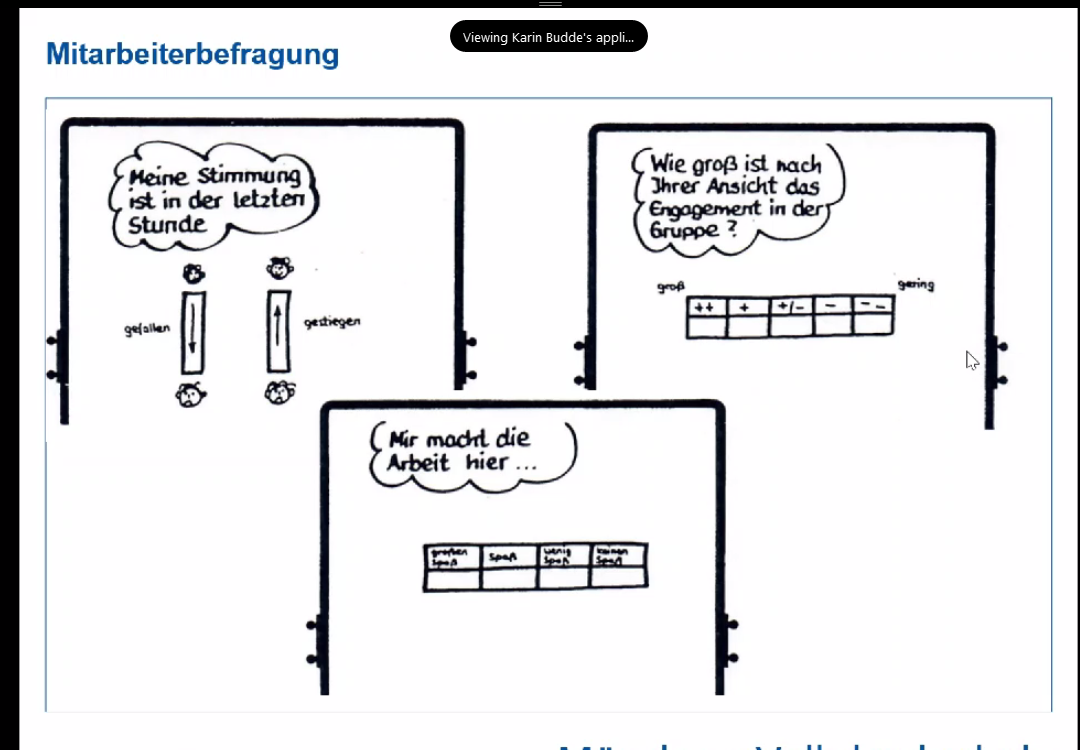 Viewing Karin Budde's appli...
Mitarbeiterbefragung
Meine Stimmung
ist in der letzten
Stunde
gefallen
gestiegen
Wie groß ist nach
Ihrer Ansicht das
Engagement in der
Gruppe?
groß
gering
++ + +/- - --
Mir macht die
Arbeit hier ...
großen Spaß wenig keinen
Spaß Spaß Spaß